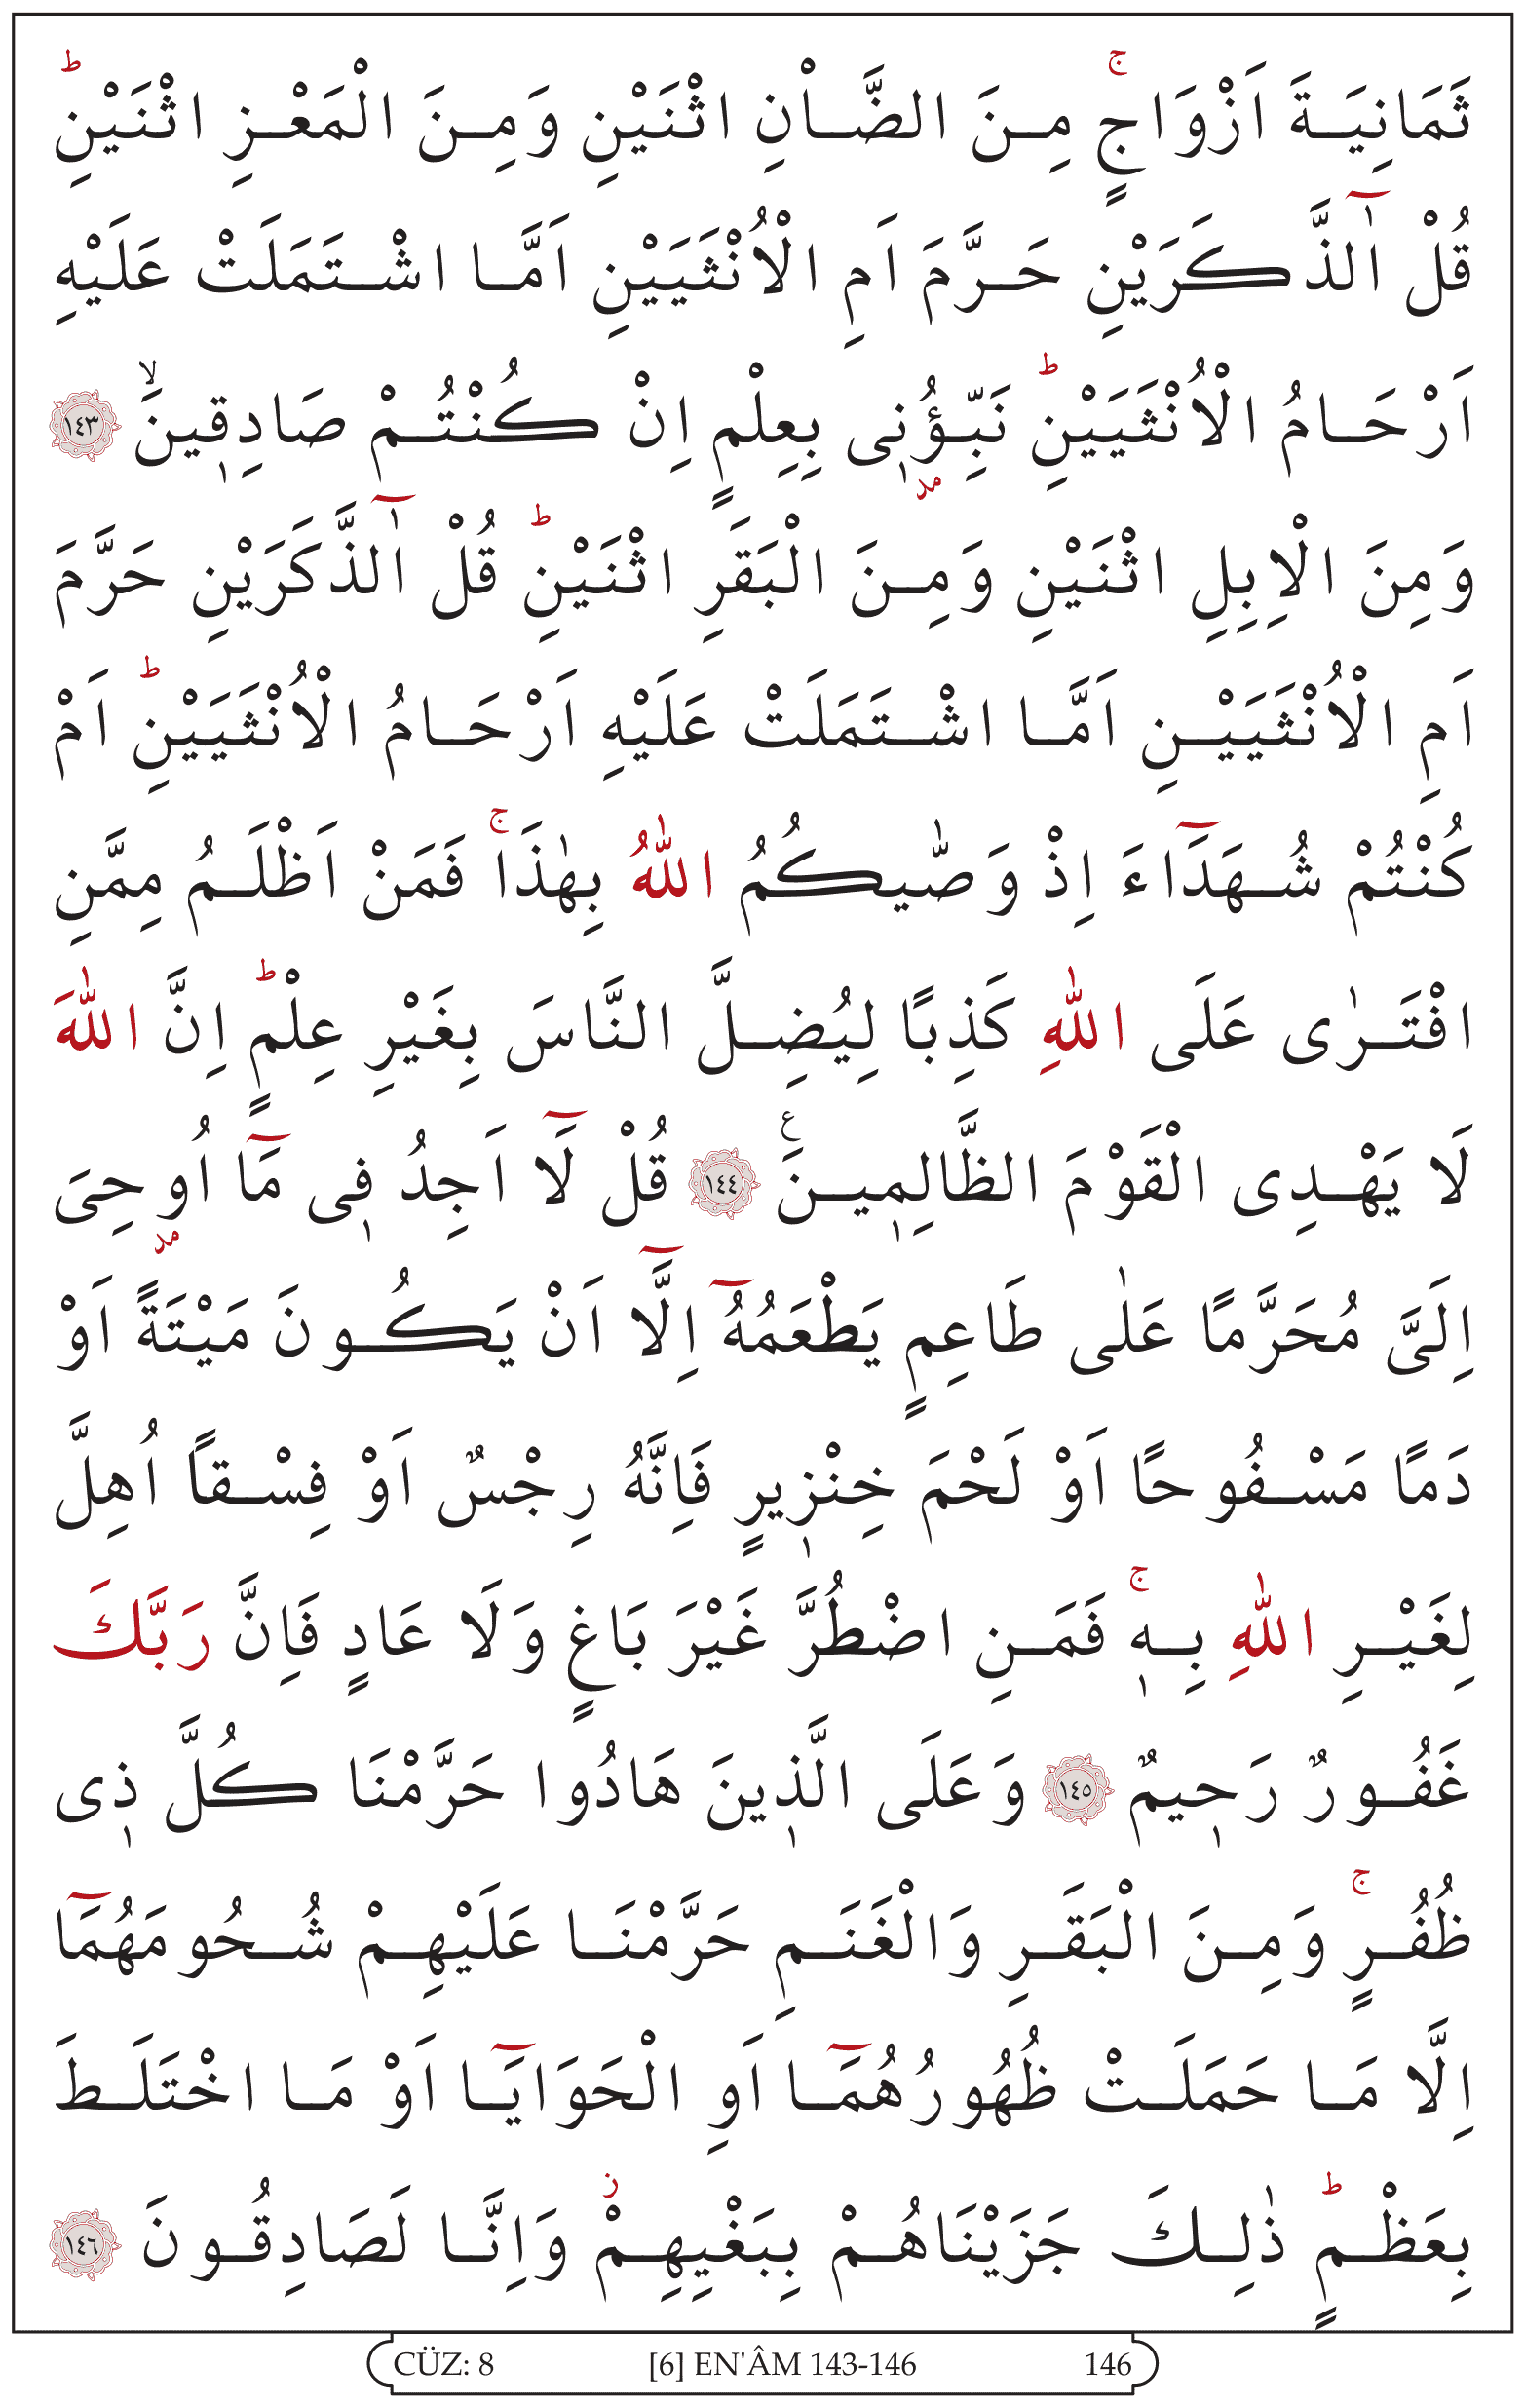 ثَمَانِيَةَ اَزْوَاجٍۚ مِنَ الضَّاْنِ اثْنَيْنِ وَمِنَ الْمَعْزِ اثْنَيْنِۜ
قُلْ آٰلذَّكَرَيْنِ حَرَّمَ اَمِ الْاُنْثَيَيْنِ اَمَّا اشْتَمَلَتْ عَلَيْهِ
اَرْحَامُ الْاُنْثَيَيْنِۜ نَبِّؤُ۫ن۪ى بِعِلْمٍ اِنْ كُنْتُمْ صَادِق۪ينَۙ ﴿١٤٣﴾
وَمِنَ الْاِبِلِ اثْنَيْنِ وَمِنَ الْبَقَرِ اثْنَيْنِۜ قُلْ آٰلذَّكَرَيْنِ حَرَّمَ
اَمِ الْاُنْثَيَيْنِ اَمَّا اشْتَمَلَتْ عَلَيْهِ اَرْحَامُ الْاُنْثَيَيْنِۜ اَمْ
كُنْتُمْ شُهَدَٓاءَ اِذْ وَصّٰيكُمُ اللّٰهُ بِهٰذَاۚ فَمَنْ اَظْلَمُ مِمَّنِ
افْتَرٰى عَلَى اللّٰهِ كَذِبًا لِيُضِلَّ النَّاسَ بِغَيْرِ عِلْمٍۜ اِنَّ اللّٰهَ
لَا يَهْدِى الْقَوْمَ الظَّالِم۪ينَ۟ ﴿١٤٤﴾ قُلْ لَٓا اَجِدُ ف۪ى مَٓا اُو۫حِىَ
اِلَىَّ مُحَرَّمًا عَلٰى طَاعِمٍ يَطْعَمُهُٓ اِلَّٓا اَنْ يَكُونَ مَيْتَةً اَوْ
دَمًا مَسْفُوحًا اَوْ لَحْمَ خِنْز۪يرٍ فَاِنَّهُ رِجْسٌ اَوْ فِسْقًا اُهِلَّ
لِغَيْرِ اللّٰهِ بِه۪ۚ فَمَنِ اضْطُرَّ غَيْرَ بَاغٍ وَلَا عَادٍ فَاِنَّ رَبَّكَ
غَفُورٌ رَح۪يمٌ ﴿١٤٥﴾ وَعَلَى الَّذ۪ينَ هَادُوا حَرَّمْنَا كُلَّ ذ۪ى
ظُفُرٍۚ وَمِنَ الْبَقَرِ وَالْغَنَمِ حَرَّمْنَا عَلَيْهِمْ شُحُومَهُمَٓا
اِلَّا مَا حَمَلَتْ ظُهُورُهُمَٓا اَوِ الْحَوَايَٓا اَوْ مَا اخْتَلَطَ
بِعَظْمٍۜ ذٰلِكَ جَزَيْنَاهُمْ بِبَغْيِهِمْۘ وَاِنَّا لَصَادِقُونَ ﴿١٤٦﴾
CÜZ: 8 [6] EN'ÂM 143-146 146